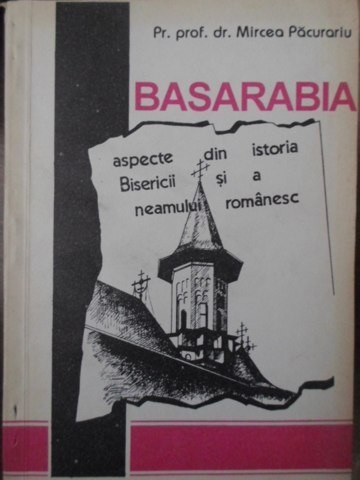 Pr. prof. dr. Mircea Păcurariu
BASARABIA
aspecte din istoria
Bisericii și a
neamului românesc